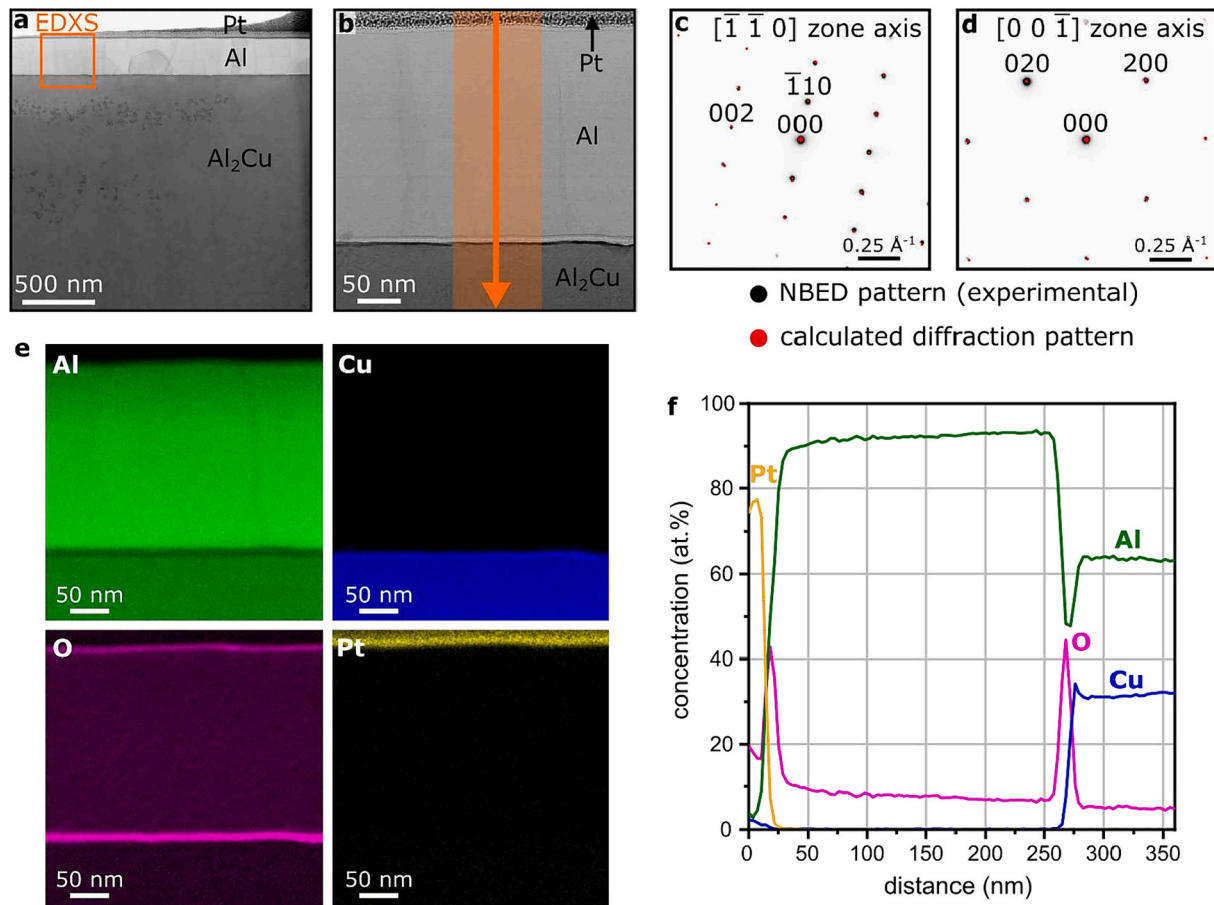 a
EDXS
Pt
Al
Al₂Cu
500 nm
b
Pt
Al
Al₂Cu
50 nm
c
[1̅ 1̅ 0] zone axis
1̅10
002
000
0.25 Å⁻¹
d
[0 0 1̅] zone axis
020
200
000
0.25 Å⁻¹
NBED pattern (experimental)
calculated diffraction pattern
e
Al
50 nm
Cu
50 nm
O
50 nm
Pt
50 nm
f
100
80
60
40
20
0
concentration (at.%)
Pt
Al
O
Cu
0 50 100 150 200 250 300 350
distance (nm)